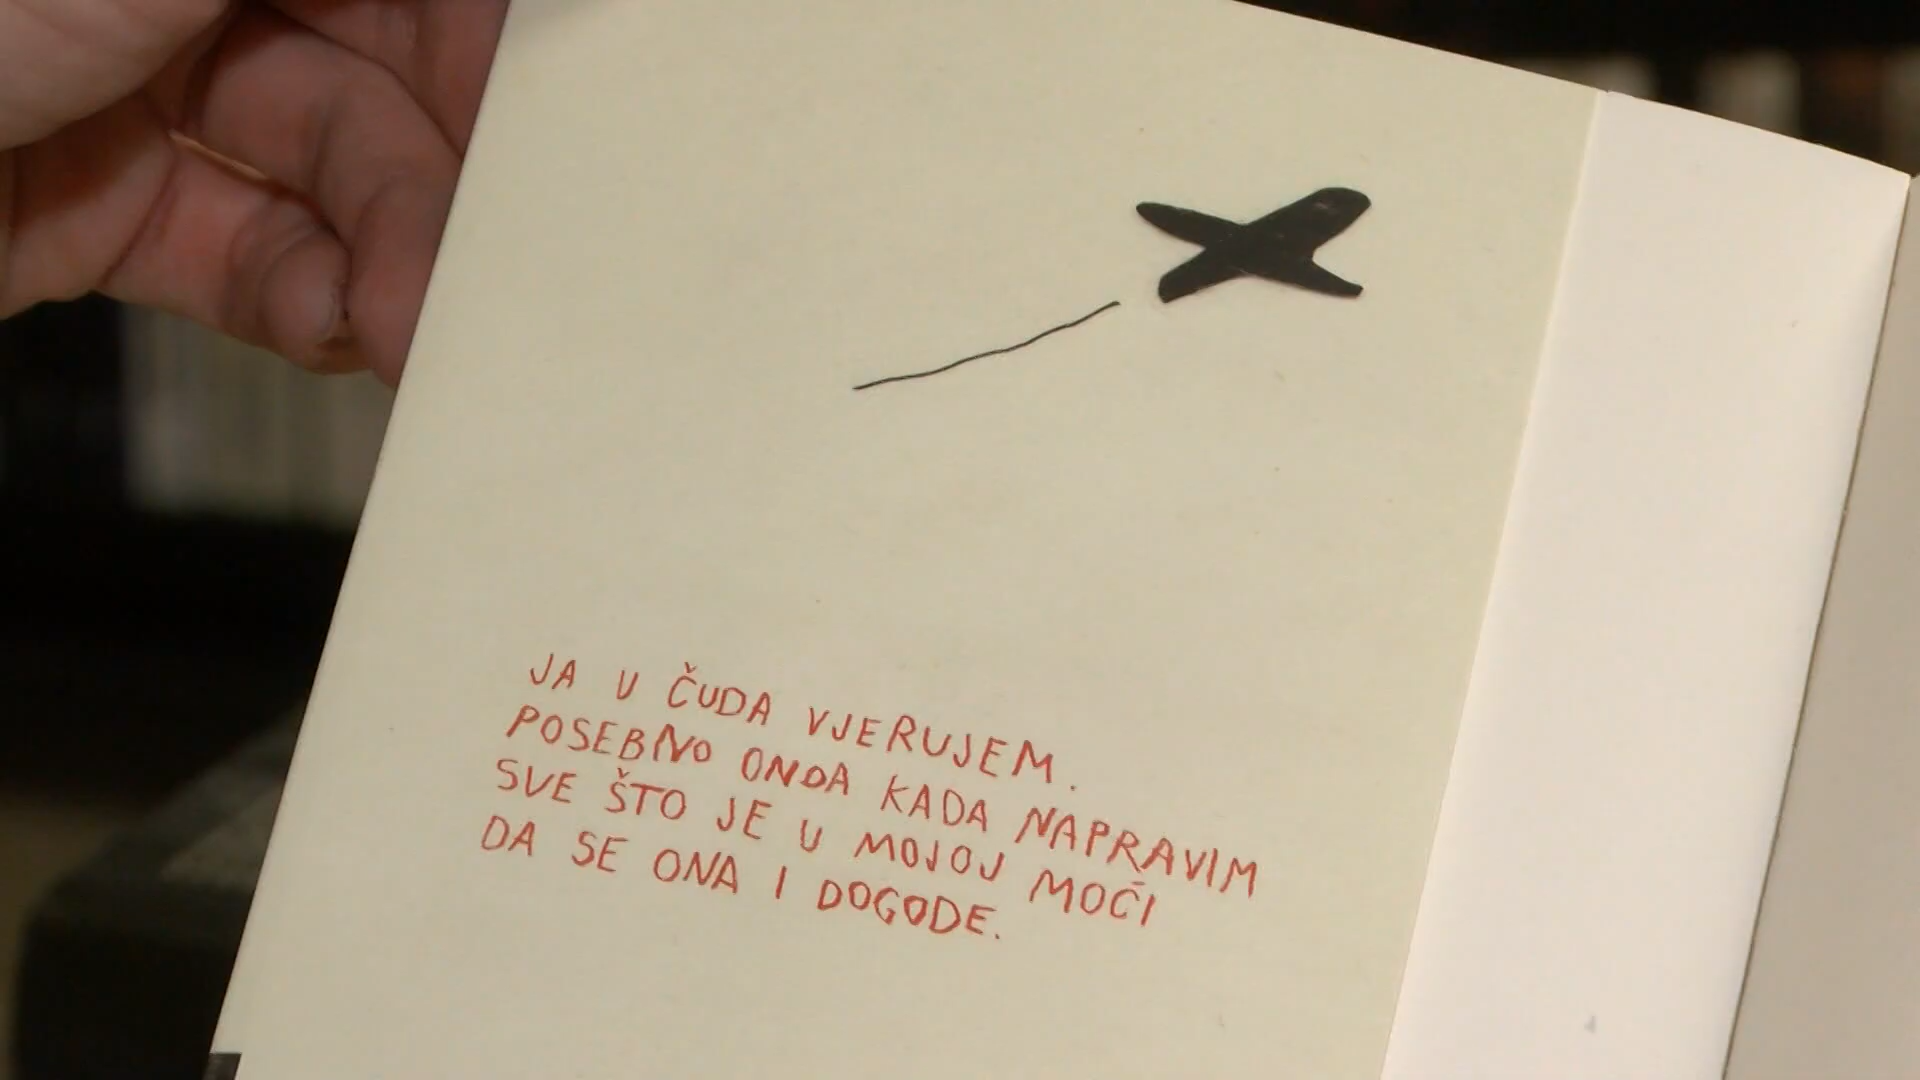 JA U ČUDA VJERUJEM.
POSEBNO ONDA KADA NAPRAVIM
SVE ŠTO JE U MOJOJ MOĆI
DA SE ONA I DOGODE.